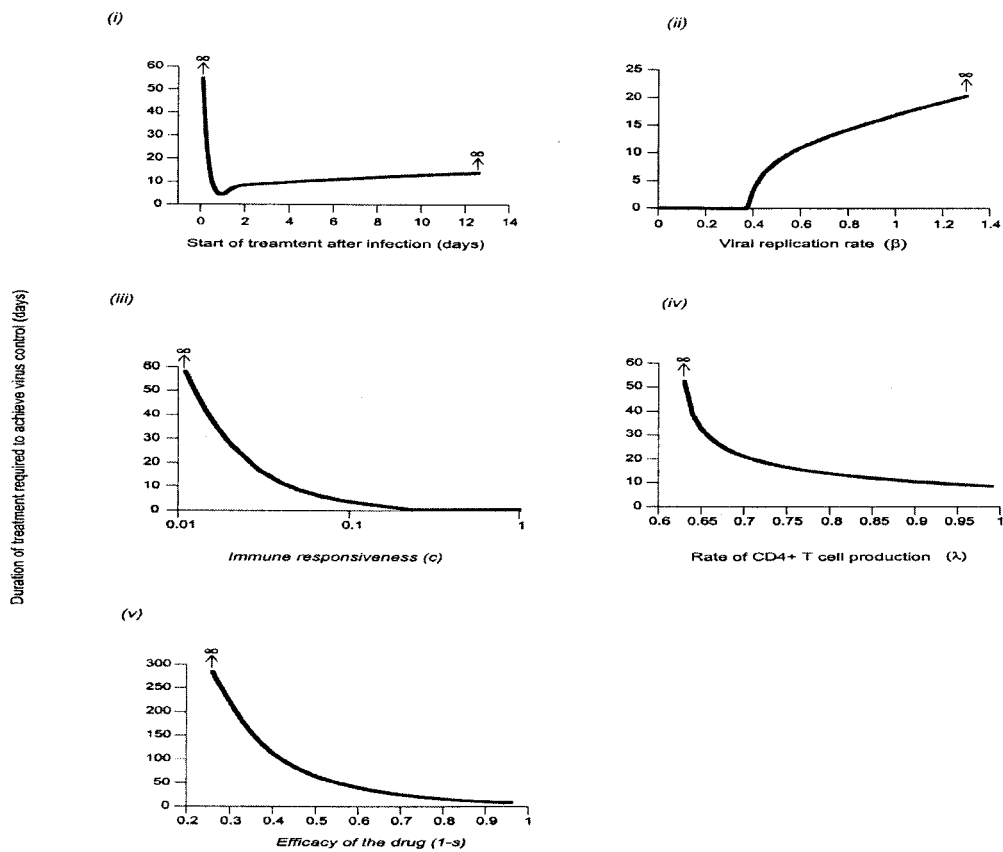 (i)
∞
60
50
40
30
20
10
0
0 2 4 6 8 10 12 14
∞
Start of treamtent after infection (days)
(ii)
25
20
15
10
5
0
∞
0 0.2 0.4 0.6 0.8 1 1.2 1.4
Viral replication rate (β)
Duration of treatment required to achieve virus control (days)
(iii)
∞
60
50
40
30
20
10
0
0.01 0.1 1
Immune responsiveness (c)
(iv)
∞
60
50
40
30
20
10
0
0.6 0.65 0.7 0.75 0.8 0.85 0.9 0.95 1
Rate of CD4+ T cell production (λ)
(v)
∞
300
250
200
150
100
50
0
0.2 0.3 0.4 0.5 0.6 0.7 0.8 0.9 1
Efficacy of the drug (1-s)